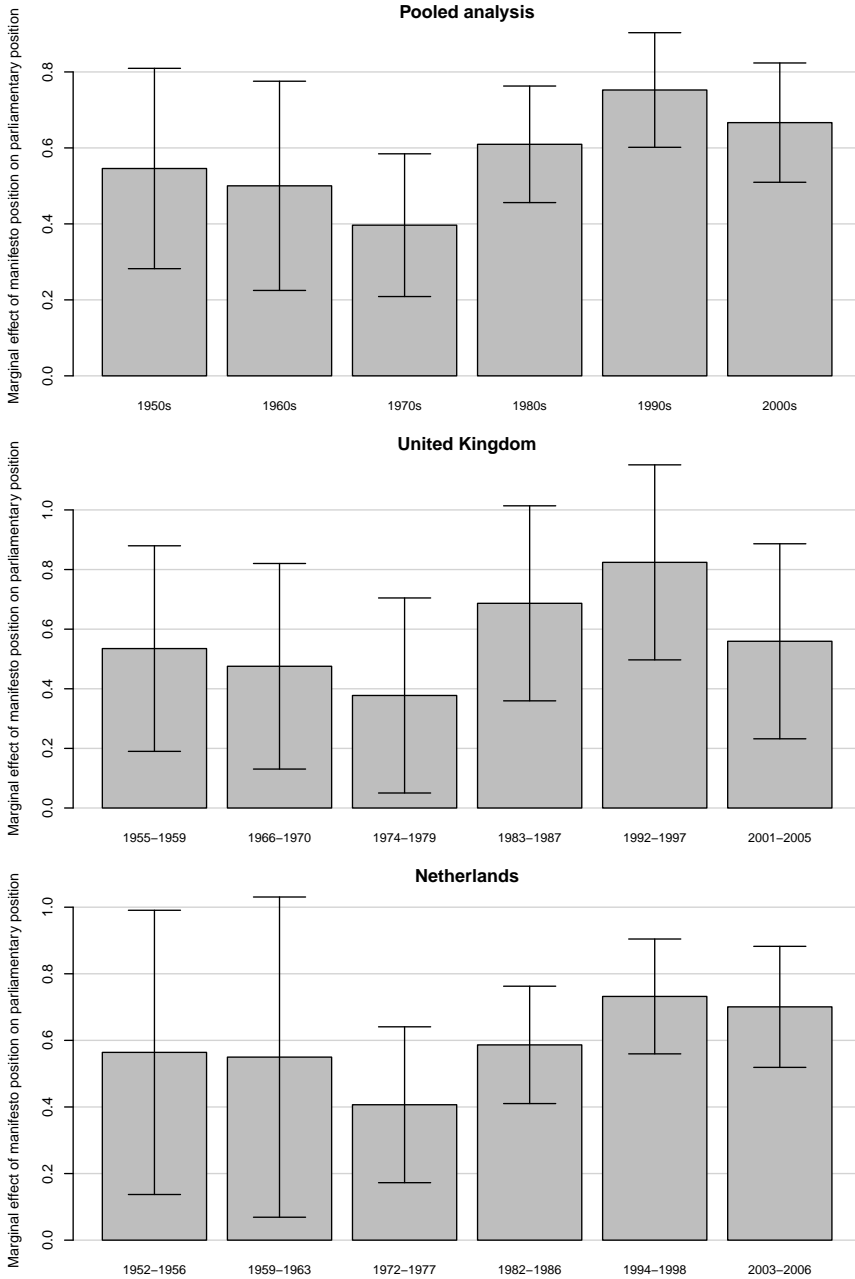 Pooled analysis
Marginal effect of manifesto position on parliamentary position
0.8
0.6
0.4
0.2
0.0
1950s 1960s 1970s 1980s 1990s 2000s
United Kingdom
Marginal effect of manifesto position on parliamentary position
1.0
0.8
0.6
0.4
0.2
0.0
1955−1959 1966−1970 1974−1979 1983−1987 1992−1997 2001−2005
Netherlands
Marginal effect of manifesto position on parliamentary position
1.0
0.8
0.6
0.4
0.2
0.0
1952−1956 1959−1963 1972−1977 1982−1986 1994−1998 2003−2006